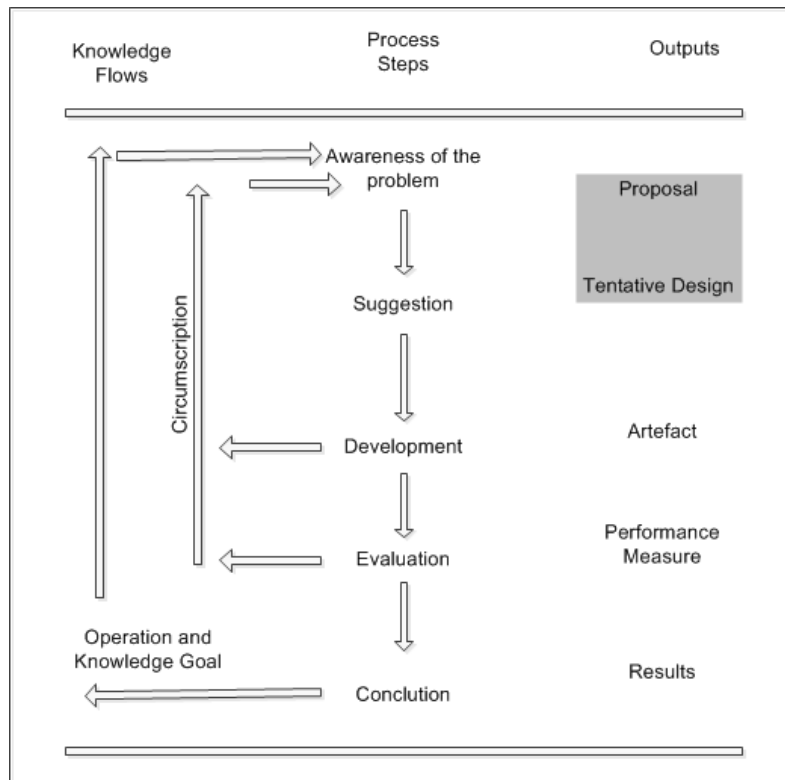 Knowledge
Flows
Process
Steps
Outputs
Awareness of the
problem
Proposal
Tentative Design
Suggestion
Circumscription
Development
Artefact
Evaluation
Performance
Measure
Operation and
Knowledge Goal
Conclution
Results